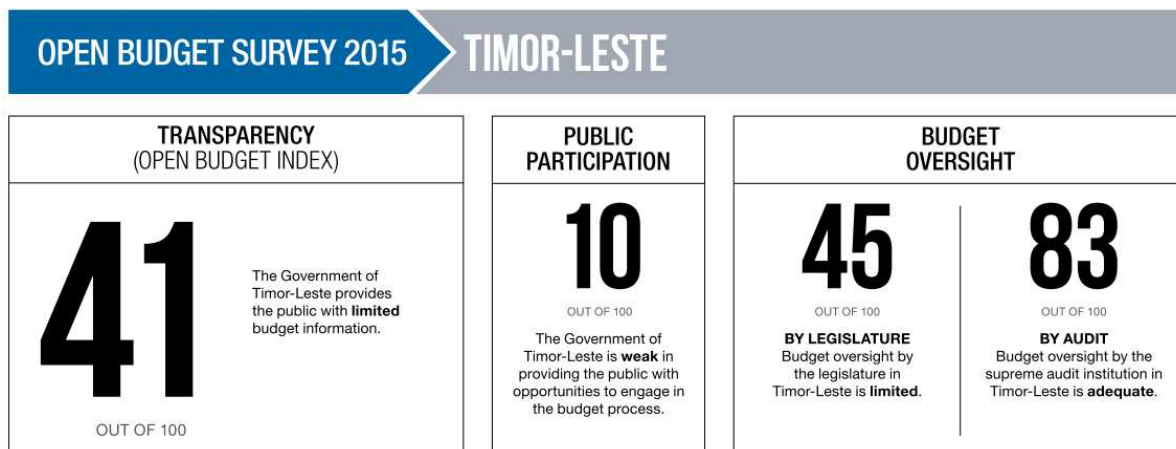 OPEN BUDGET SURVEY 2015
TIMOR-LESTE
TRANSPARENCY
(OPEN BUDGET INDEX)
41
OUT OF 100
The Government of
Timor-Leste provides
the public with limited
budget information.
PUBLIC
PARTICIPATION
10
OUT OF 100
The Government of
Timor-Leste is weak in
providing the public with
opportunities to engage in
the budget process.
BUDGET
OVERSIGHT
45
OUT OF 100
BY LEGISLATURE
Budget oversight by
the legislature in
Timor-Leste is limited.
83
OUT OF 100
BY AUDIT
Budget oversight by the
supreme audit institution in
Timor-Leste is adequate.